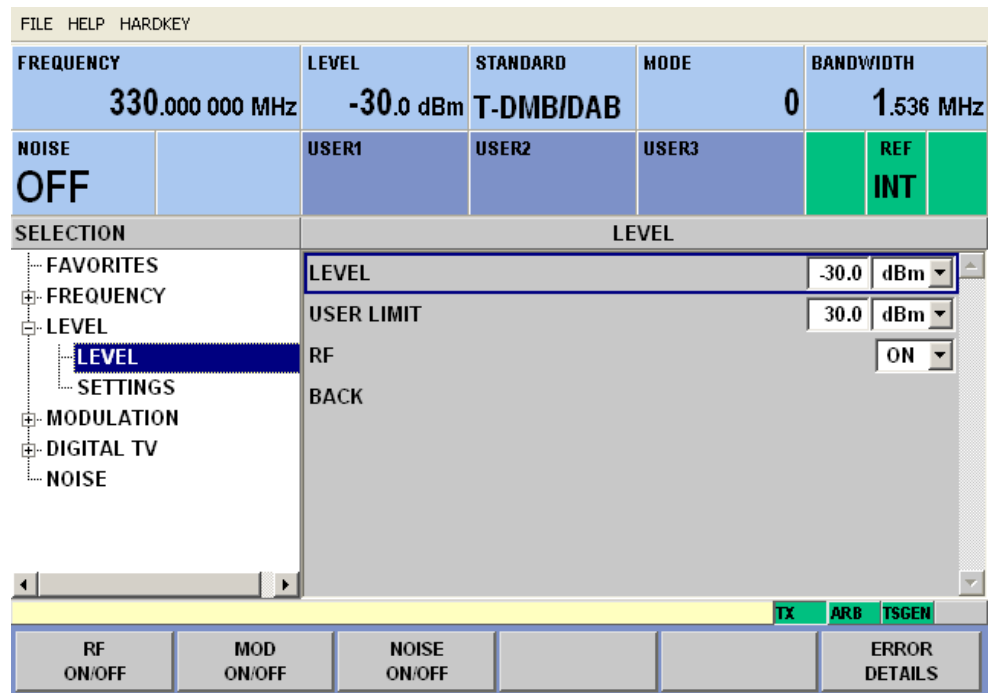 FILE HELP HARDKEY
FREQUENCY
330.000 000 MHz
LEVEL
-30.0 dBm
STANDARD
T-DMB/DAB
MODE
0
BANDWIDTH
1.536 MHz
NOISE
OFF
USER1
USER2
USER3
REF
INT
SELECTION
FAVORITES
FREQUENCY
LEVEL
LEVEL
SETTINGS
MODULATION
DIGITAL TV
NOISE
LEVEL
LEVEL -30.0 dBm
USER LIMIT 30.0 dBm
RF ON
BACK
TX ARB TSGEN
RF
ON/OFF
MOD
ON/OFF
NOISE
ON/OFF
ERROR
DETAILS